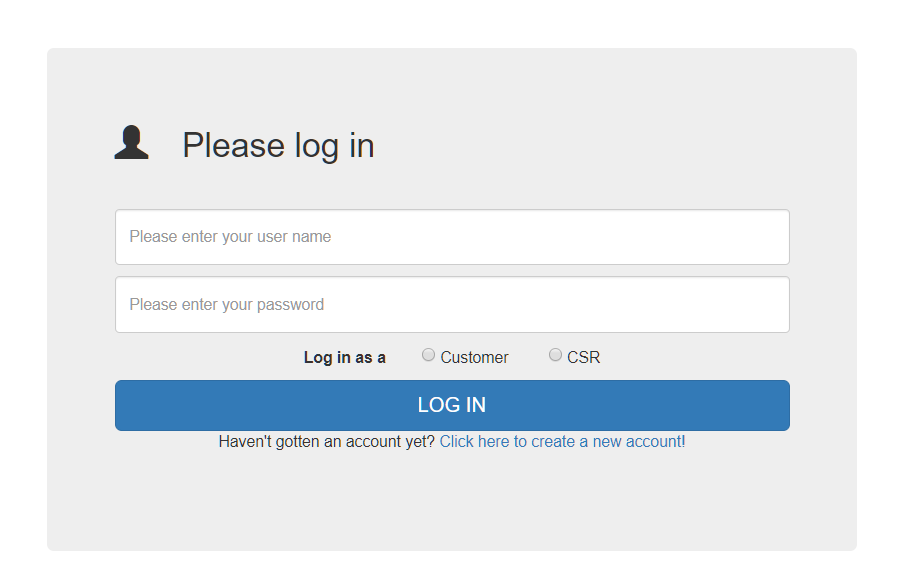 Please log in
Please enter your user name
Please enter your password
Log in as a Customer CSR
LOG IN
Haven't gotten an account yet? Click here to create a new account!